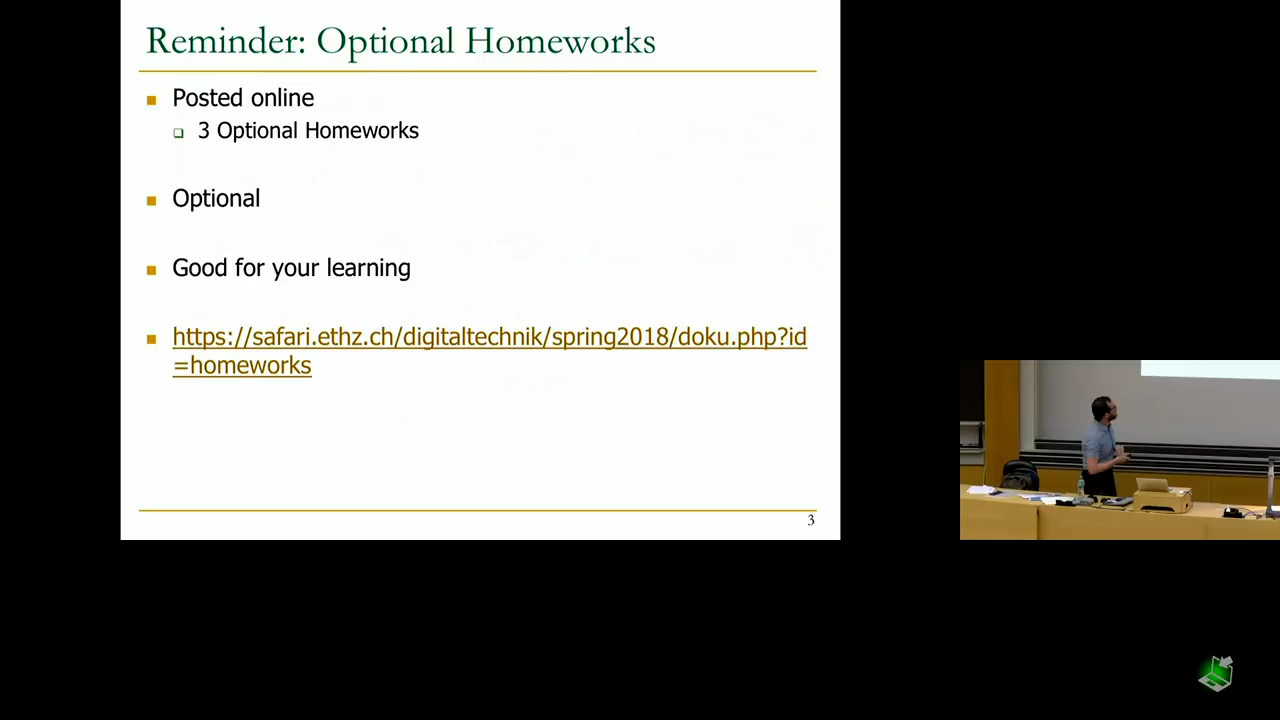 Reminder: Optional Homeworks
Posted online
3 Optional Homeworks
Optional
Good for your learning
https://safari.ethz.ch/digitaltechnik/spring2018/doku.php?id
=homeworks
3